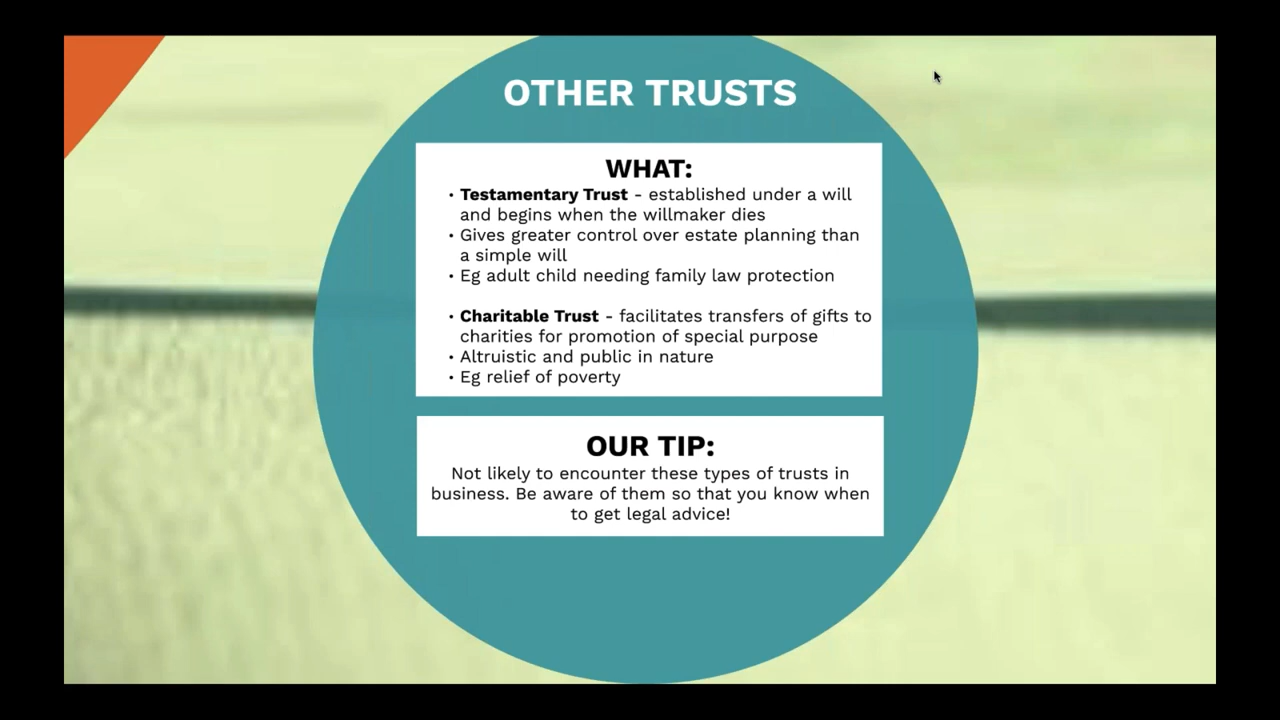 OTHER TRUSTS
WHAT:
• Testamentary Trust - established under a will
and begins when the willmaker dies
• Gives greater control over estate planning than
a simple will
• Eg adult child needing family law protection
• Charitable Trust - facilitates transfers of gifts to
charities for promotion of special purpose
• Altruistic and public in nature
• Eg relief of poverty
OUR TIP:
Not likely to encounter these types of trusts in
business. Be aware of them so that you know when
to get legal advice!